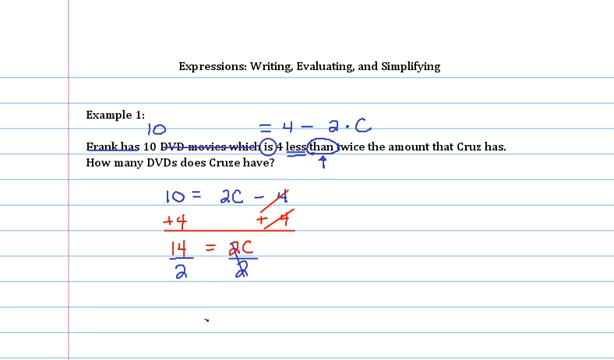 Expressions: Writing, Evaluating, and Simplifying
Example 1:
10 = 4 - 2 · C
Frank has 10 DVD movies which is 4 less than twice the amount that Cruz has.
How many DVDs does Cruze have?
10 = 2C - 4
+4 + 4
14 = 2C
2 2